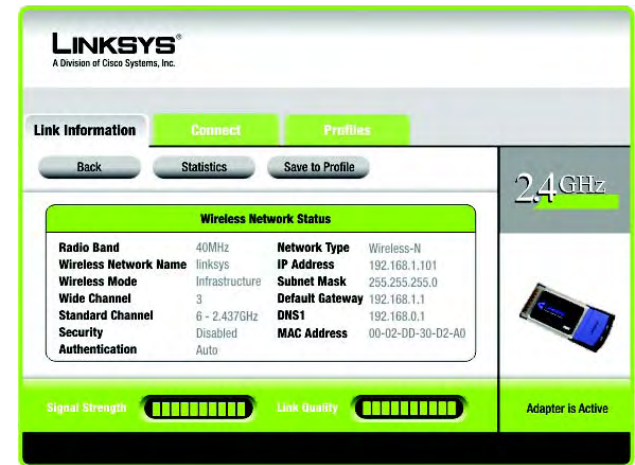 LINKSYS®
A Division of Cisco Systems, Inc.
Link Information Connect Profiles
Back Statistics Save to Profile
2.4GHz
Wireless Network Status
Radio Band 40MHz Network Type Wireless-N
Wireless Network Name linksys IP Address 192.168.1.101
Wireless Mode Infrastructure Subnet Mask 255.255.255.0
Wide Channel 3 Default Gateway 192.168.1.1
Standard Channel 6 - 2.437GHz DNS1 192.168.0.1
Security Disabled MAC Address 00-02-DD-30-D2-A0
Authentication Auto
Signal Strength Link Quality Adapter is Active